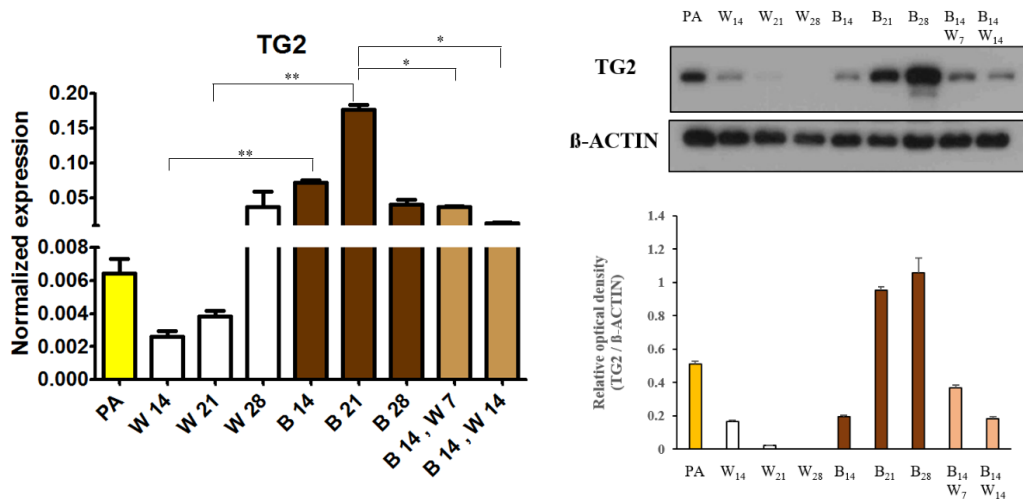 TG2
**
*
*
**
Normalized expression
0.20
0.15
0.10
0.05
0.008
0.006
0.004
0.002
0.000
PA
W 14
W 21
W 28
B 14
B 21
B 28
B 14 , W 7
B 14 , W 14
PA W₁₄ W₂₁ W₂₈ B₁₄ B₂₁ B₂₈ B₁₄ B₁₄
W₇ W₁₄
TG2
ß-ACTIN
Relative optical density
(TG2 / ß-ACTIN)
1.4
1.2
1
0.8
0.6
0.4
0.2
0
PA W₁₄ W₂₁ W₂₈ B₁₄ B₂₁ B₂₈ B₁₄ B₁₄
W₇ W₁₄